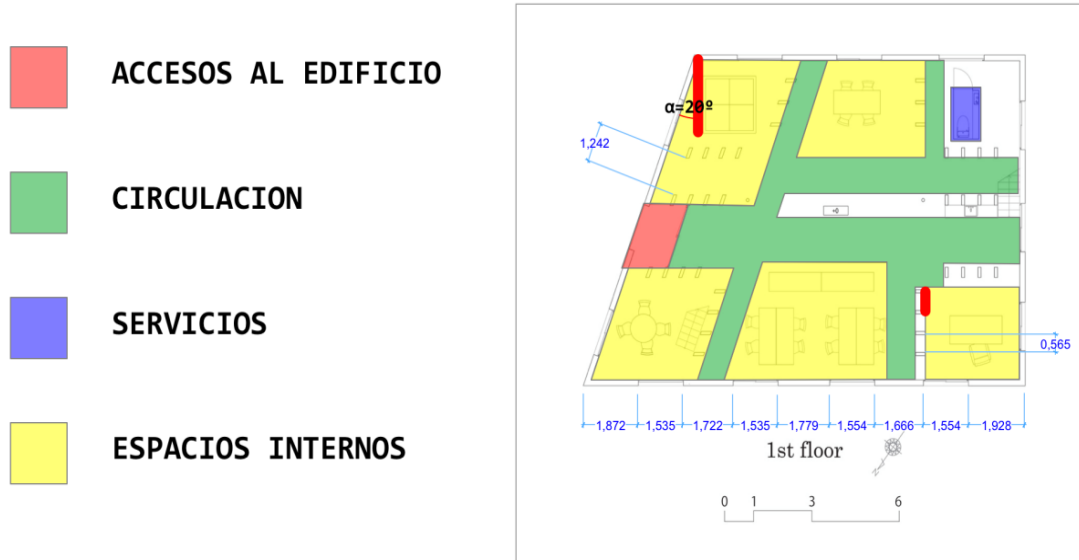 ACCESOS AL EDIFICIO
CIRCULACION
SERVICIOS
ESPACIOS INTERNOS
α=20º
1,242
0,565
1,872 1,535 1,722 1,535 1,779 1,554 1,666 1,554 1,928
1st floor
N
0 1 3 6